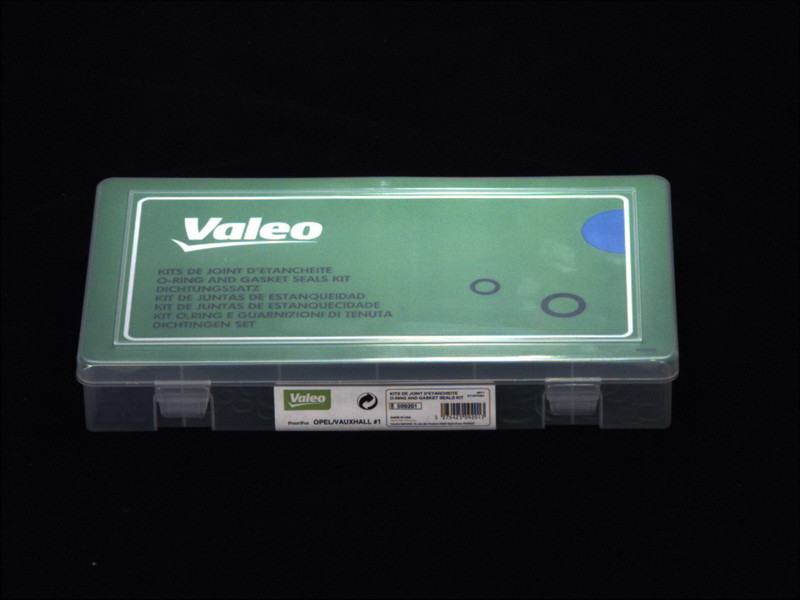 Valeo
KITS DE JOINT D'ETANCHEITE
O-RING AND GASKET SEALS KIT
DICHTUNGSSATZ
KIT DE JUNTAS DE ESTANQUEIDAD
KIT DE JUNTAS DE ESTANQUECIDADE
KIT O.RING E GUARNIZIONI DI TENUTA
DICHTINGEN SET
Valeo
OPEL/VAUXHALL #1
KITS DE JOINT D'ETANCHEITE
O-RING AND GASKET SEALS KIT
509201